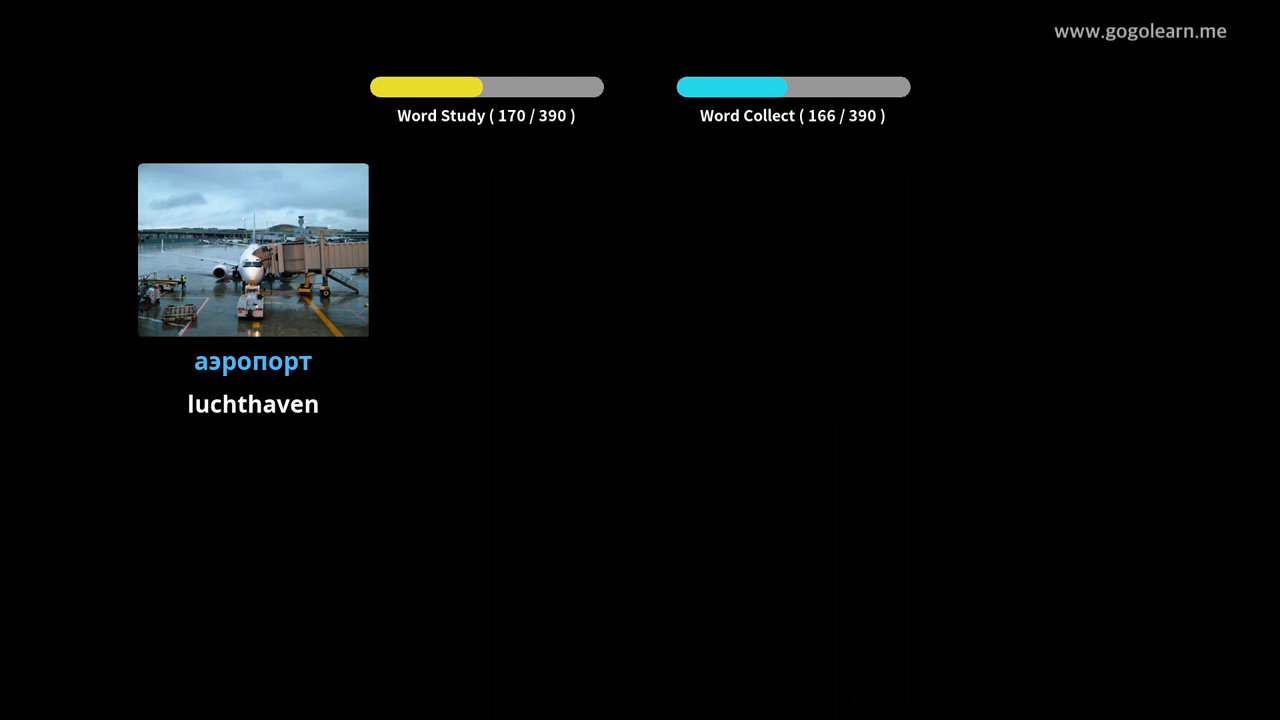 www.gogolearn.me
Word Study ( 170 / 390 )
Word Collect ( 166 / 390 )
аэропорт
luchthaven